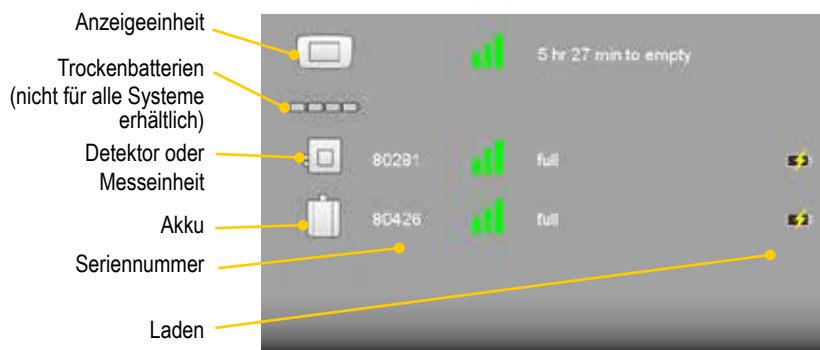 Anzeigeeinheit
5 hr 27 min to empty
Trockenbatterien
(nicht für alle Systeme
erhältlich)
Detektor oder
Messeinheit
80281
full
Akku
80426
full
Seriennummer
Laden